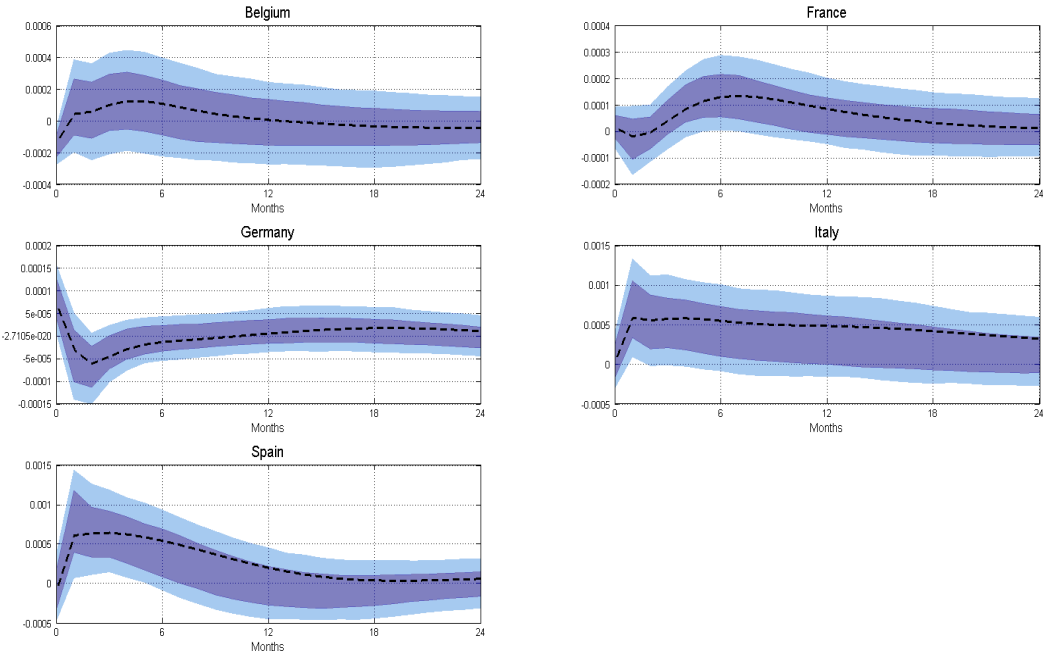 Belgium
0.0006
0.0004
0.0002
0
-0.0002
-0.0004
0 6 12 18 24
Months
France
0.0004
0.0003
0.0002
0.0001
0
-0.0001
-0.0002
0 6 12 18 24
Months
Germany
0.0002
0.00015
0.0001
5e-005
-2.7105e-020
-5e-005
-0.0001
-0.00015
0 6 12 18 24
Months
Italy
0.0015
0.001
0.0005
0
-0.0005
0 6 12 18 24
Months
Spain
0.0015
0.001
0.0005
0
-0.0005
0 6 12 18 24
Months